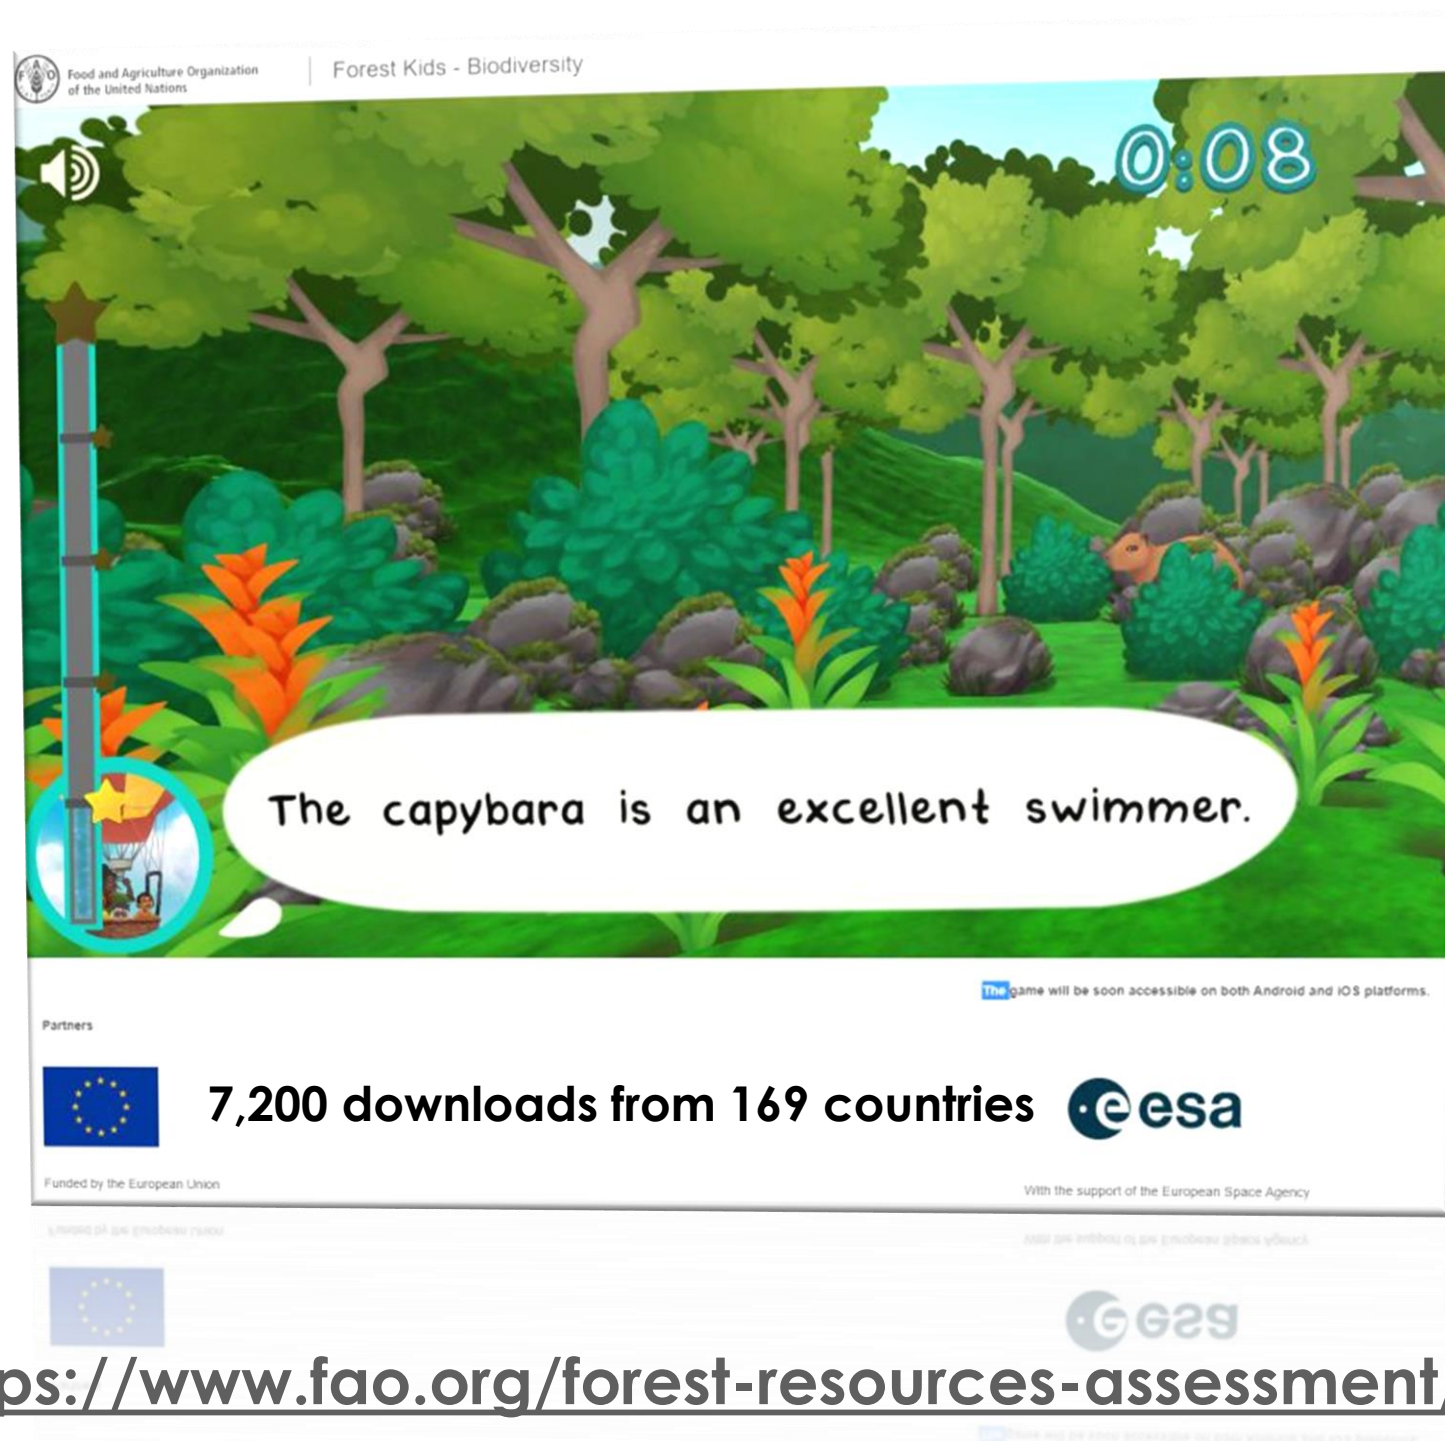 Food and Agriculture Organization
of the United Nations
Forest Kids - Biodiversity
0:08
The capybara is an excellent swimmer.
The game will be soon accessible on both Android and iOS platforms.
Partners
7,200 downloads from 169 countries
esa
Funded by the European Union
With the support of the European Space Agency
ps://www.fao.org/forest-resources-assessment/